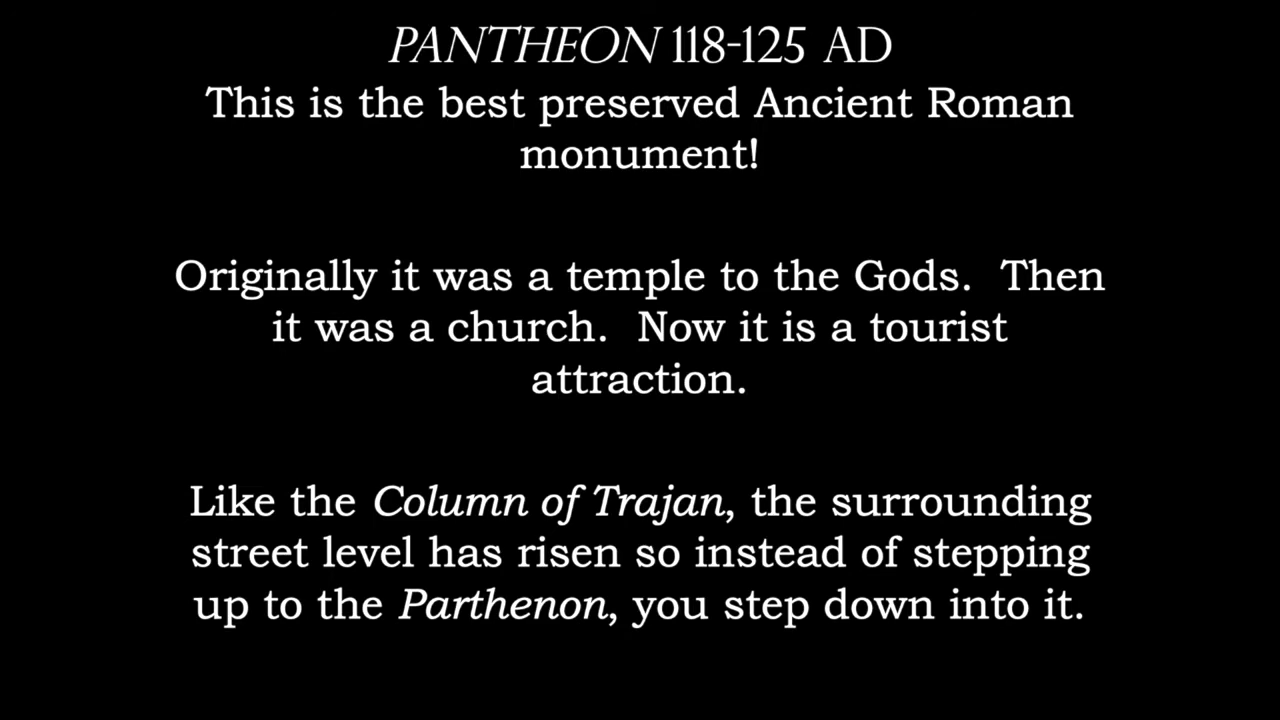 PANTHEON 118-125 AD
This is the best preserved Ancient Roman
monument!
Originally it was a temple to the Gods.  Then
it was a church.  Now it is a tourist
attraction.
Like the Column of Trajan, the surrounding
street level has risen so instead of stepping
up to the Parthenon, you step down into it.